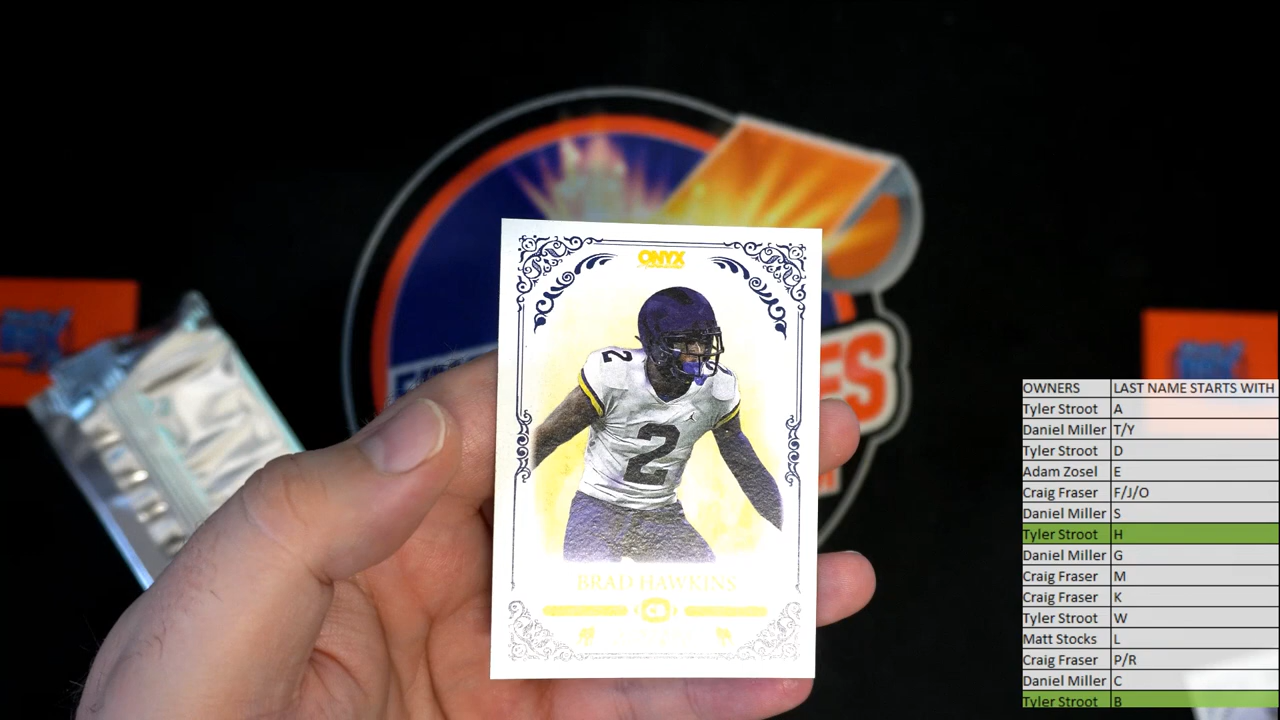 ONYX
2
2
BRAD HAWKINS
OWNERS LAST NAME STARTS WITH
Tyler Stroot A
Daniel Miller T/Y
Tyler Stroot D
Adam Zosel E
Craig Fraser F/J/O
Daniel Miller S
Tyler Stroot H
Daniel Miller G
Craig Fraser M
Craig Fraser K
Tyler Stroot W
Matt Stocks L
Craig Fraser P/R
Daniel Miller C
Tyler Stroot B